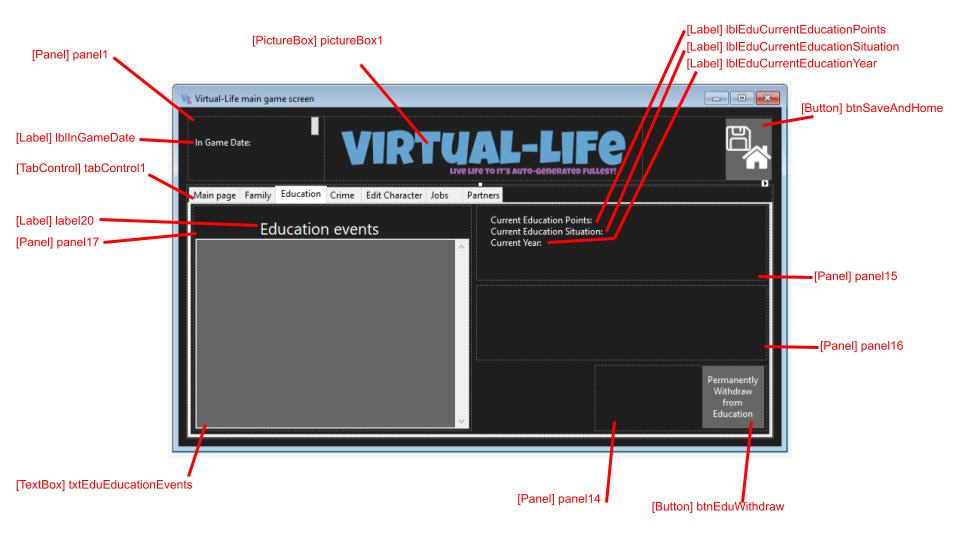 [Label] lblEduCurrentEducationPoints
[PictureBox] pictureBox1
[Label] lblEduCurrentEducationSituation
[Panel] panel1
[Label] lblEduCurrentEducationYear
VL Virtual-Life main game screen
[Button] btnSaveAndHome
[Label] lblInGameDate
In Game Date:
VIRTUAL-LIFE
LIVE LIFE TO IT'S AUTO-GENERATED FULLEST!
[TabControl] tabControl1
Main page Family Education Crime Edit Character Jobs Partners
[Label] label20
Education events
Current Education Points:
Current Education Situation:
Current Year:
[Panel] panel17
[Panel] panel15
[Panel] panel16
Permanently
Withdraw
from
Education
[TextBox] txtEduEducationEvents
[Panel] panel14
[Button] btnEduWithdraw